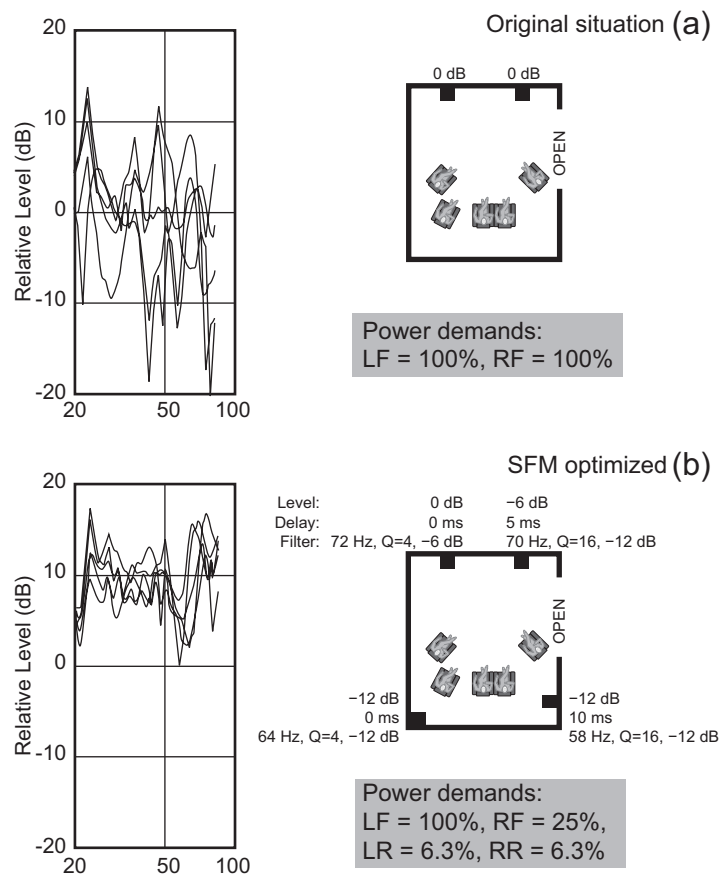 Original situation (a)
20
10
0
-10
-20
Relative Level (dB)
20 50 100
0 dB 0 dB
OPEN
Power demands:
LF = 100%, RF = 100%
SFM optimized (b)
20
10
0
-10
-20
Relative Level (dB)
20 50 100
Level: 0 dB −6 dB
Delay: 0 ms 5 ms
Filter: 72 Hz, Q=4, −6 dB 70 Hz, Q=16, −12 dB
OPEN
−12 dB
0 ms
64 Hz, Q=4, −12 dB
−12 dB
10 ms
58 Hz, Q=16, −12 dB
Power demands:
LF = 100%, RF = 25%,
LR = 6.3%, RR = 6.3%